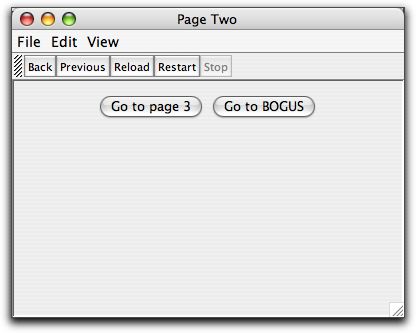 Page Two
File Edit View
Back Previous Reload Restart Stop
Go to page 3 Go to BOGUS